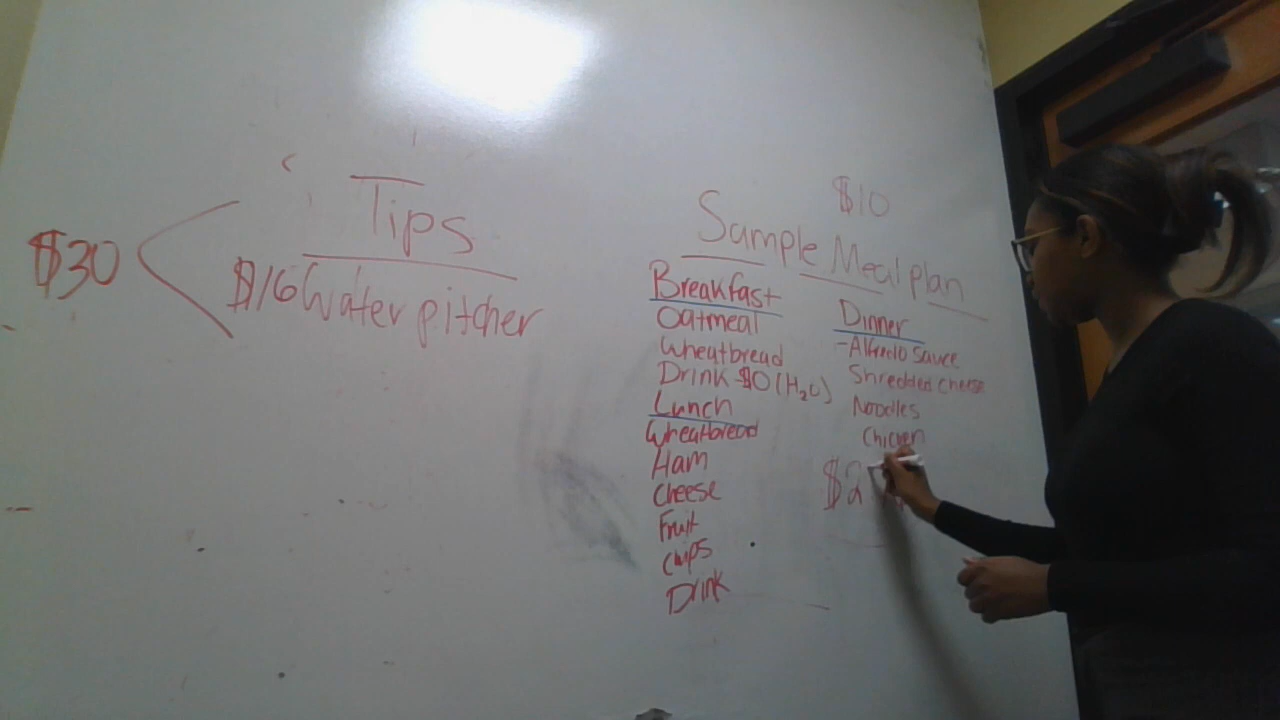 $30
Tips
$16 Water pitcher
$10
Sample Meal plan
Breakfast
Oatmeal
Wheatbread
Drink-$0 (H₂O)
Lunch
Wheatbread
Ham
Cheese
Fruit
Chips
Drink
Dinner
-Alfredo Sauce
Shredded Cheese
Noodles
Chicken
$2